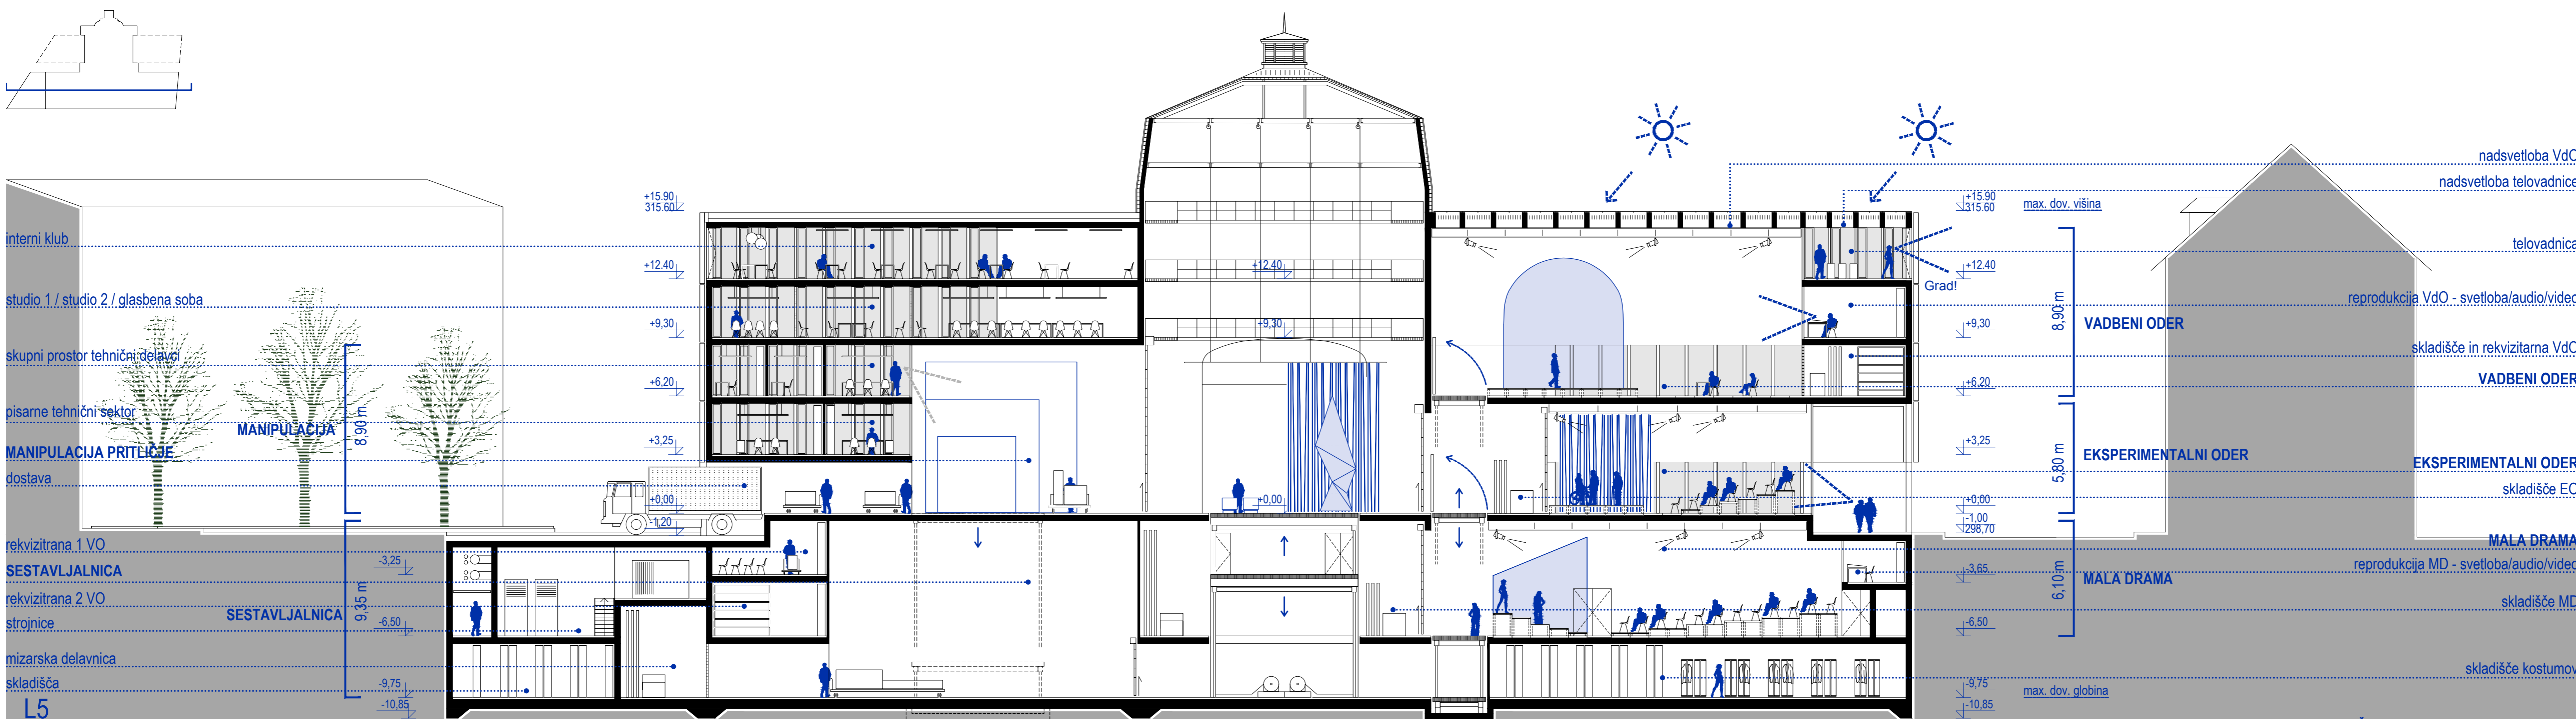 interni klub
studio 1 / studio 2 / glasbena soba
skupni prostor tehnični delavci
pisarne tehnični sektor
MANIPULACIJA
MANIPULACIJA PRITLIČJE
dostava
8,90 m
rekvizitrana 1 VO
SESTAVLJALNICA
rekvizitrana 2 VO
SESTAVLJALNICA
strojnice
9,35 m
mizarska delavnica
skladišča
L5
-3,25
-6,50
-9,75
-10,85
+15.90
315.60
+12.40
+9,30
+6,20
+3,25
+0,00
-1,20
+12.40
+9,30
+0,00
+15.90
315.60
max. dov. višina
+12.40
Grad!
+9,30
+6,20
+3,25
+0,00
-1,00
298,70
-3,65
-6,50
-9,75
max. dov. globina
-10,85
8,90 m
VADBENI ODER
5,80 m
EKSPERIMENTALNI ODER
6,10 m
MALA DRAMA
nadsvetloba VdO
nadsvetloba telovadnice
telovadnica
reprodukcija VdO - svetloba/audio/video
skladišče in rekvizitarna VdO
VADBENI ODER
EKSPERIMENTALNI ODER
skladišče EO
MALA DRAMA
reprodukcija MD - svetloba/audio/video
skladišče MD
skladišče kostumov